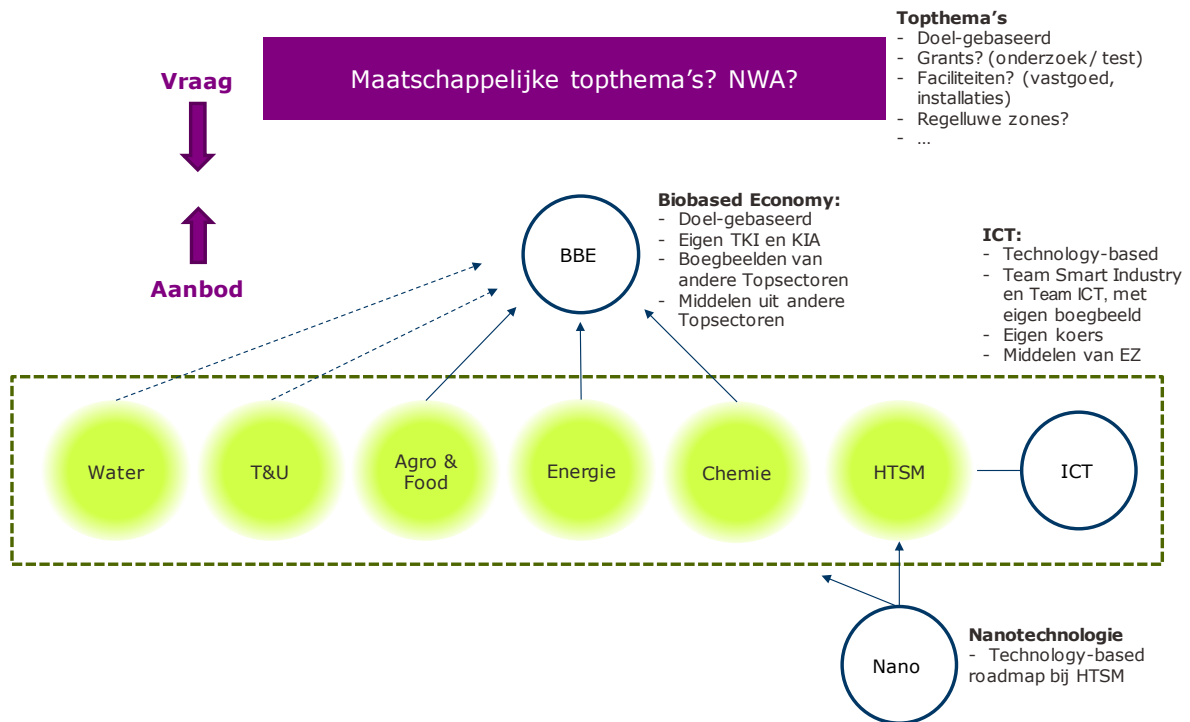 Topthema's
- Doel-gebaseerd
- Grants? (onderzoek/ test)
- Faciliteiten? (vastgoed,
installaties)
- Regelluwe zones?
- ...
Vraag
Maatschappelijke topthema's? NWA?
Aanbod
BBE
Biobased Economy:
- Doel-gebaseerd
- Eigen TKI en KIA
- Boegbeelden van
andere Topsectoren
- Middelen uit andere
Topsectoren
ICT:
- Technology-based
- Team Smart Industry
en Team ICT, met
eigen boegbeeld
- Eigen koers
- Middelen van EZ
Water
T&U
Agro &
Food
Energie
Chemie
HTSM
ICT
Nano
Nanotechnologie
- Technology-based
roadmap bij HTSM